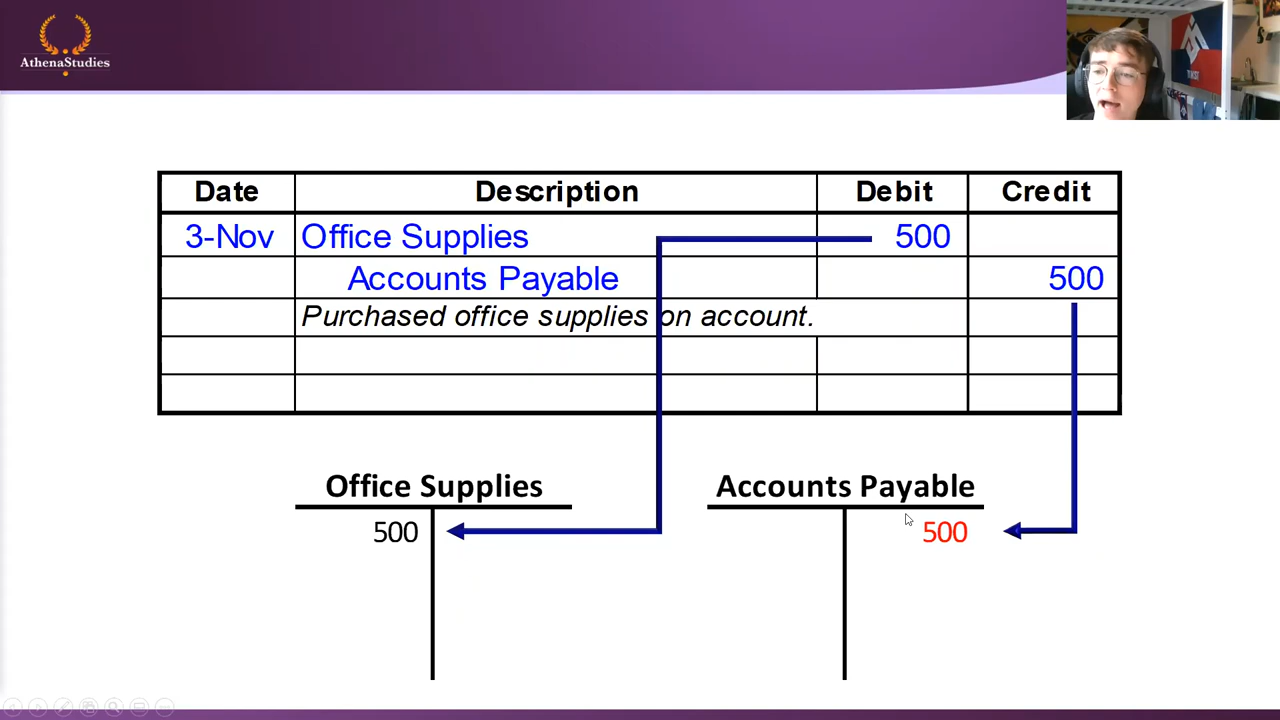 AthenaStudies
Date Description Debit Credit
3-Nov Office Supplies 500
Accounts Payable 500
Purchased office supplies on account.
Office Supplies Accounts Payable
500 500